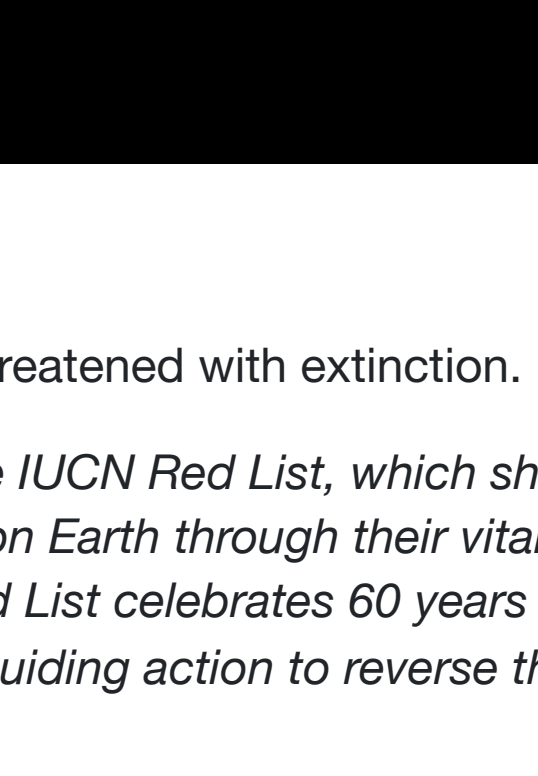 reatened with extinction.
e IUCN Red List, which sh
on Earth through their vita
d List celebrates 60 years
uiding action to reverse th